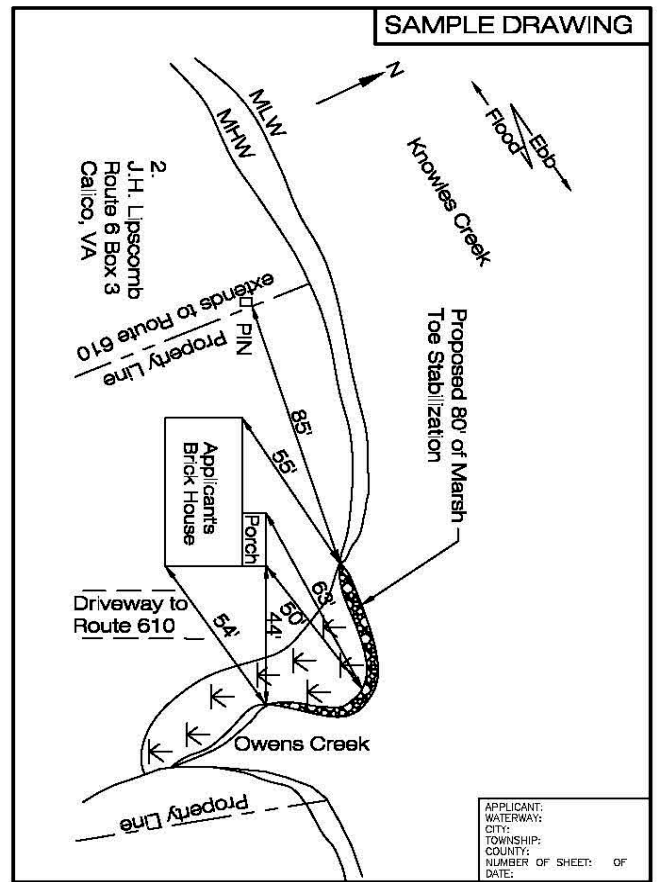 SAMPLE DRAWING
N
MLW
MHW
Flood
Ebb
Knowles Creek
2.
J.H. Lipscomb
Route 6 Box 3
Calico, VA
extends to Route 610
Property Line
PIN
Proposed 80' of Marsh
Toe Stabilization
85'
55'
Applicant's
Brick House
Porch
63'
50'
44'
54'
Driveway to
Route 610
Owens Creek
Property Line
APPLICANT:
WATERWAY:
CITY:
TOWNSHIP:
COUNTY:
NUMBER OF SHEET: OF
DATE: